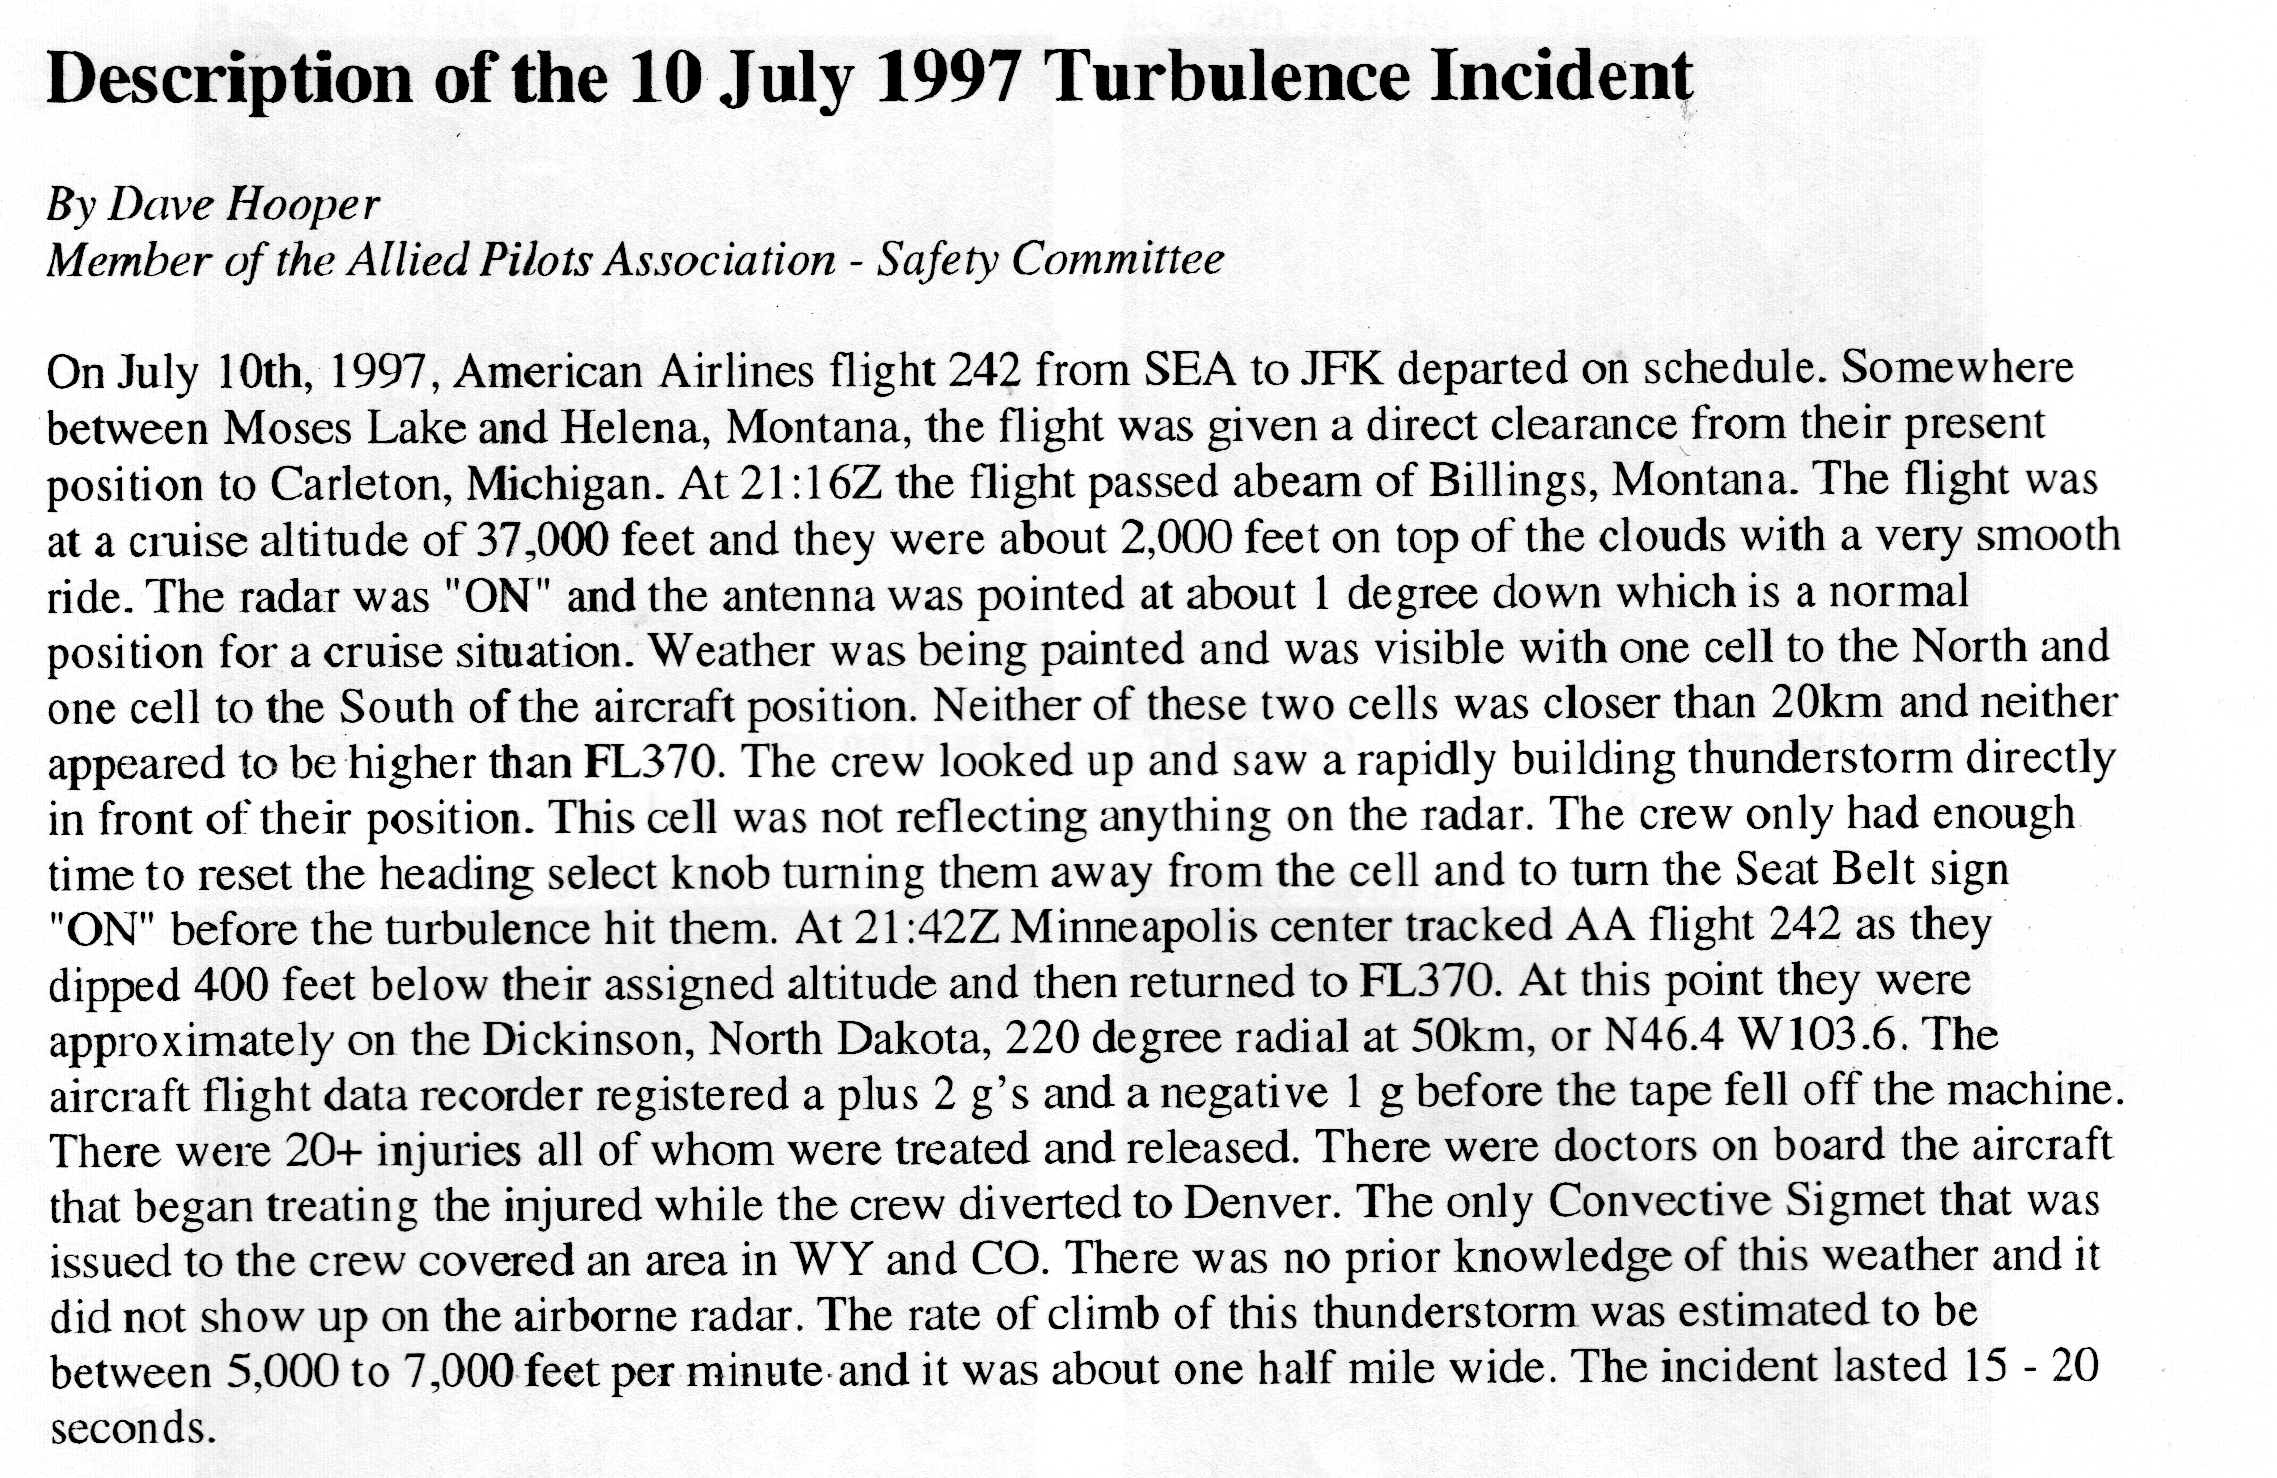 Description of the 10 July 1997 Turbulence Incident
By Dave Hooper
Member of the Allied Pilots Association - Safety Committee
On July 10th, 1997, American Airlines flight 242 from SEA to JFK departed on schedule. Somewhere
between Moses Lake and Helena, Montana, the flight was given a direct clearance from their present
position to Carleton, Michigan. At 21:16Z the flight passed abeam of Billings, Montana. The flight was
at a cruise altitude of 37,000 feet and they were about 2,000 feet on top of the clouds with a very smooth
ride. The radar was "ON" and the antenna was pointed at about 1 degree down which is a normal
position for a cruise situation. Weather was being painted and was visible with one cell to the North and
one cell to the South of the aircraft position. Neither of these two cells was closer than 20km and neither
appeared to be higher than FL370. The crew looked up and saw a rapidly building thunderstorm directly
in front of their position. This cell was not reflecting anything on the radar. The crew only had enough
time to reset the heading select knob turning them away from the cell and to turn the Seat Belt sign
"ON" before the turbulence hit them. At 21:42Z Minneapolis center tracked AA flight 242 as they
dipped 400 feet below their assigned altitude and then returned to FL370. At this point they were
approximately on the Dickinson, North Dakota, 220 degree radial at 50km, or N46.4 W103.6. The
aircraft flight data recorder registered a plus 2 g’s and a negative 1 g before the tape fell off the machine.
There were 20+ injuries all of whom were treated and released. There were doctors on board the aircraft
that began treating the injured while the crew diverted to Denver. The only Convective Sigmet that was
issued to the crew covered an area in WY and CO. There was no prior knowledge of this weather and it
did not show up on the airborne radar. The rate of climb of this thunderstorm was estimated to be
between 5,000 to 7,000 feet per minute and it was about one half mile wide. The incident lasted 15 - 20
seconds.